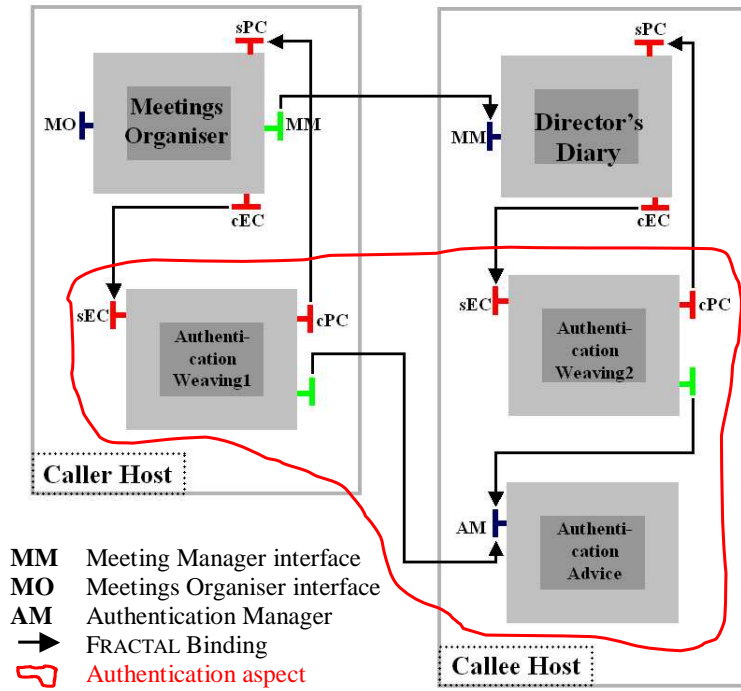 sPC
sPC
Meetings
Organiser
MO
MM
MM
Director's
Diary
cEC
cEC
sEC
cPC
sEC
cPC
Authenti-
cation
Weaving1
Authenti-
cation
Weaving2
Caller Host
AM
Authenti-
cation
Advice
MM Meeting Manager interface
MO Meetings Organiser interface
AM Authentication Manager
FRACTAL Binding
Authentication aspect
Callee Host